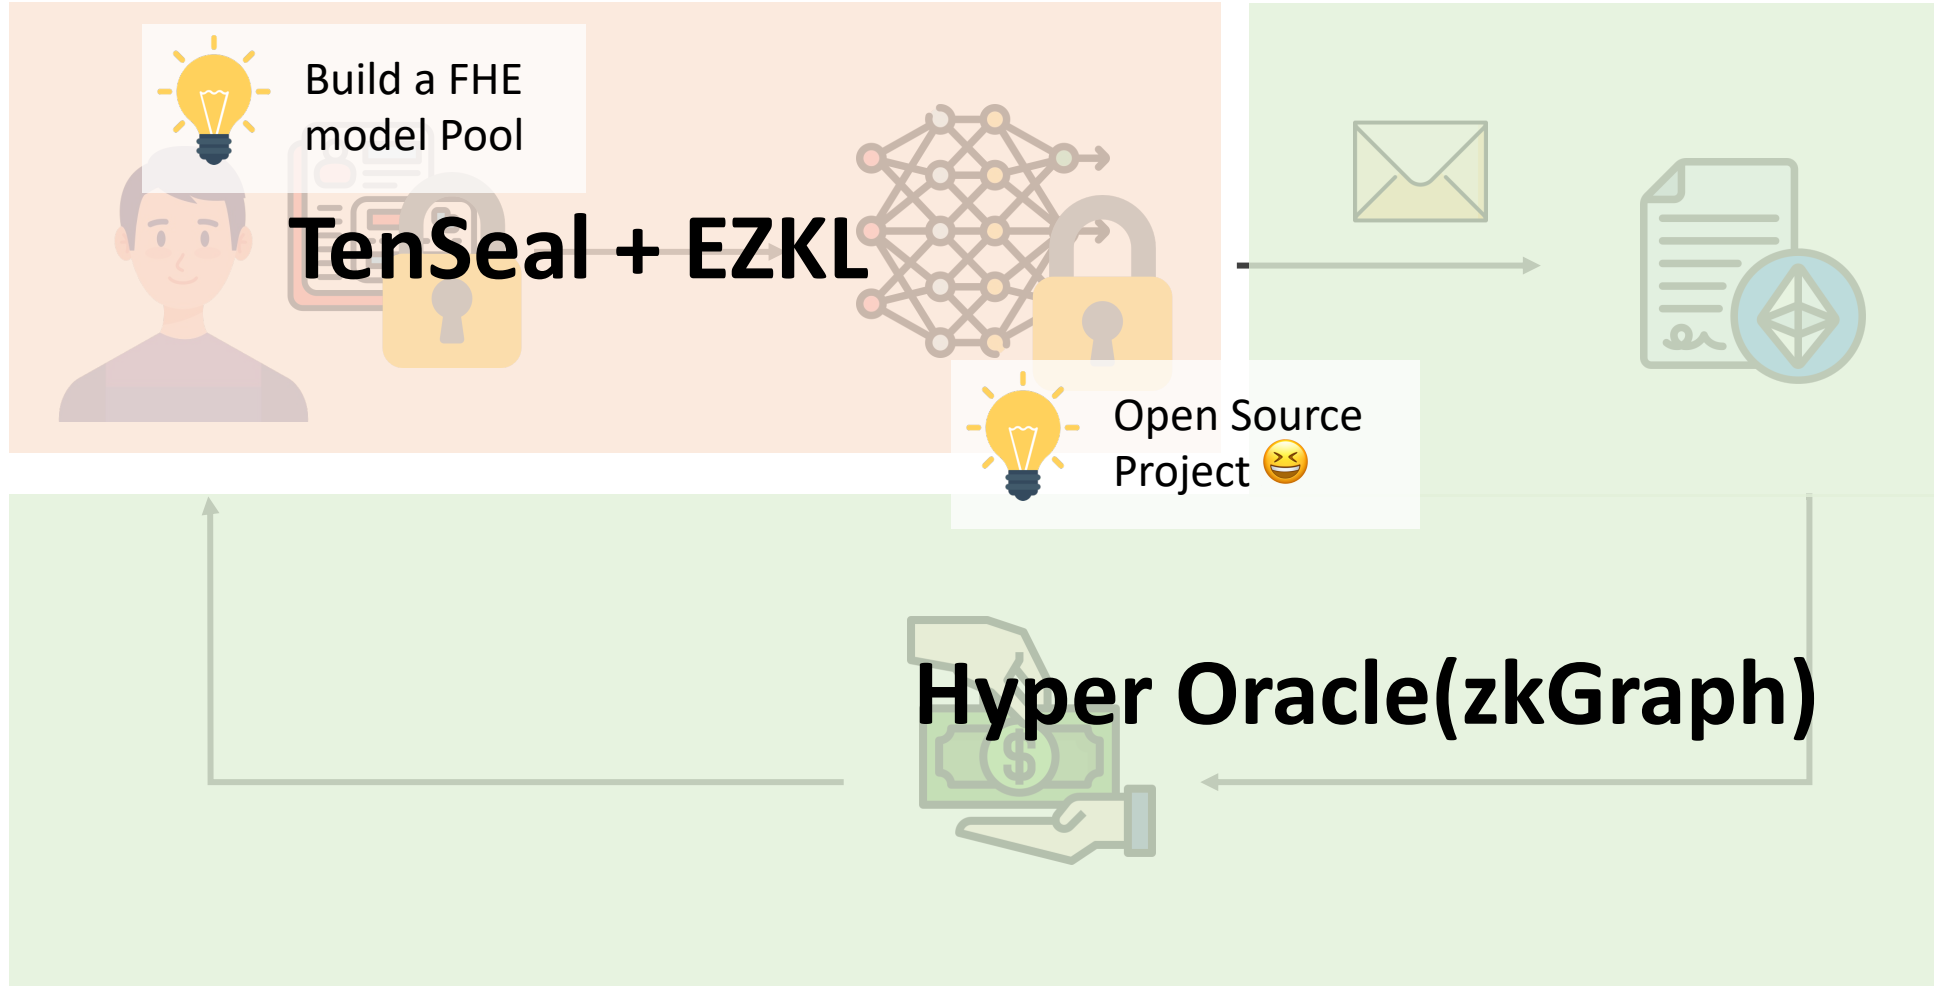 Build a FHE
model Pool
TenSeal + EZKL
Open Source
Project 😆
Hyper Oracle(zkGraph)
$